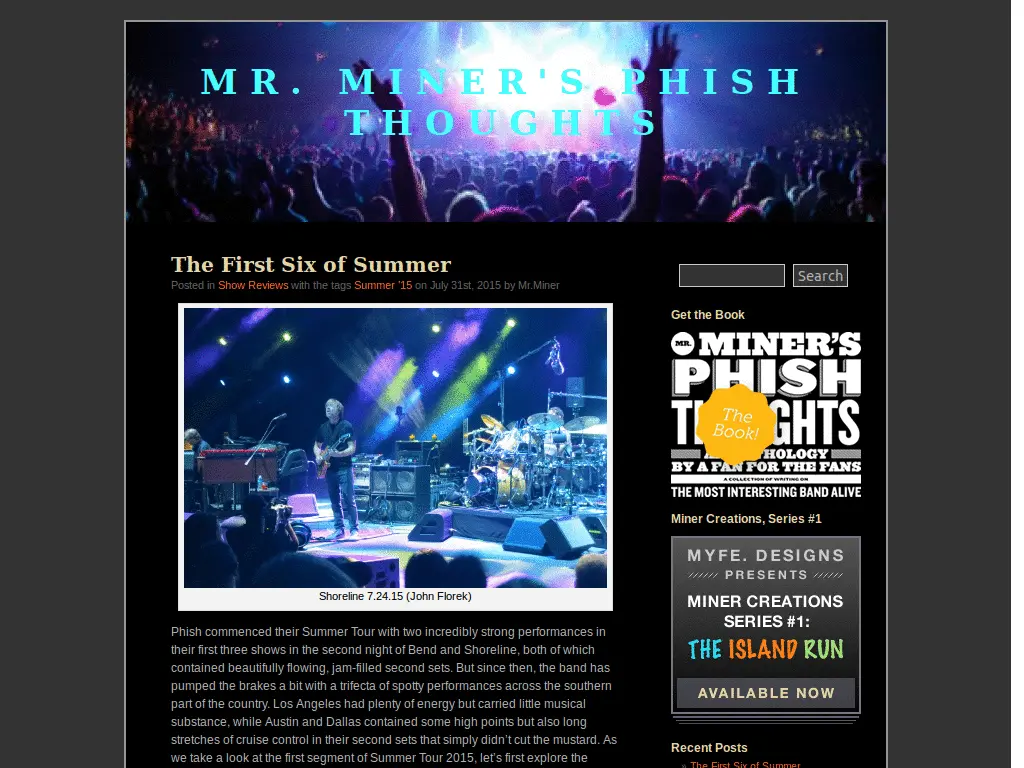 MR. MINER'S PHISH
THOUGHTS
The First Six of Summer
Posted in Show Reviews with the tags Summer '15 on July 31st, 2015 by Mr.Miner
Shoreline 7.24.15 (John Florek)
Phish commenced their Summer Tour with two incredibly strong performances in
their first three shows in the second night of Bend and Shoreline, both of which
contained beautifully flowing, jam-filled second sets. But since then, the band has
pumped the brakes a bit with a trifecta of spotty performances across the southern
part of the country. Los Angeles had plenty of energy but carried little musical
substance, while Austin and Dallas contained some high points but also long
stretches of cruise control in their second sets that simply didn't cut the mustard. As
we take a look at the first segment of Summer Tour 2015, let's first explore the
Search
Get the Book
MR. MINER'S
PHISH
TH GHTS
The
Book!
A HOLOGY
BY A FAN FOR THE FANS
A COLLECTION OF WRITING ON
THE MOST INTERESTING BAND ALIVE
Miner Creations, Series #1
MYFE. DESIGNS
PRESENTS
MINER CREATIONS
SERIES #1:
THE ISLAND RUN
AVAILABLE NOW
Recent Posts
» The First Six of Summer